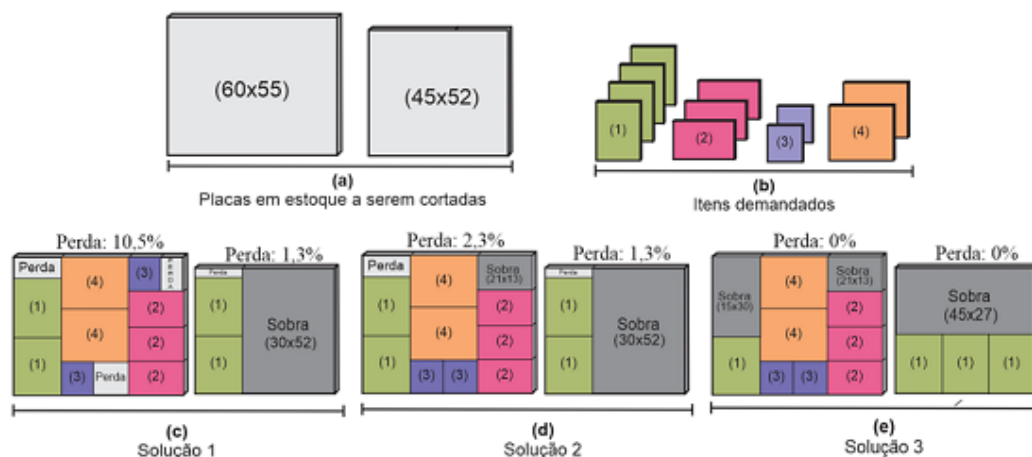 (60x55)
(45x52)
(1)
(2)
(3)
(4)
(a)
Placas em estoque a serem cortadas
(b)
Itens demandados
Perda: 10,5%
Perda: 1,3%
Perda
(4)
(3)
PERDA
Perda
(1)
(2)
(4)
(2)
(1)
Sobra
(30x52)
(1)
(3)
Perda
(2)
(1)
(c)
Solução 1
Perda: 2,3%
Perda: 1,3%
Perda
(4)
Sobra
(21x13)
Perda
(1)
(2)
(4)
(2)
(1)
Sobra
(30x52)
(1)
(3)
(3)
(2)
(1)
(d)
Solução 2
Perda: 0%
Perda: 0%
Sobra
(15x30)
(4)
Sobra
(21x13)
Sobra
(45x27)
(2)
(4)
(2)
(1)
(3)
(3)
(2)
(1)
(1)
(1)
(e)
Solução 3